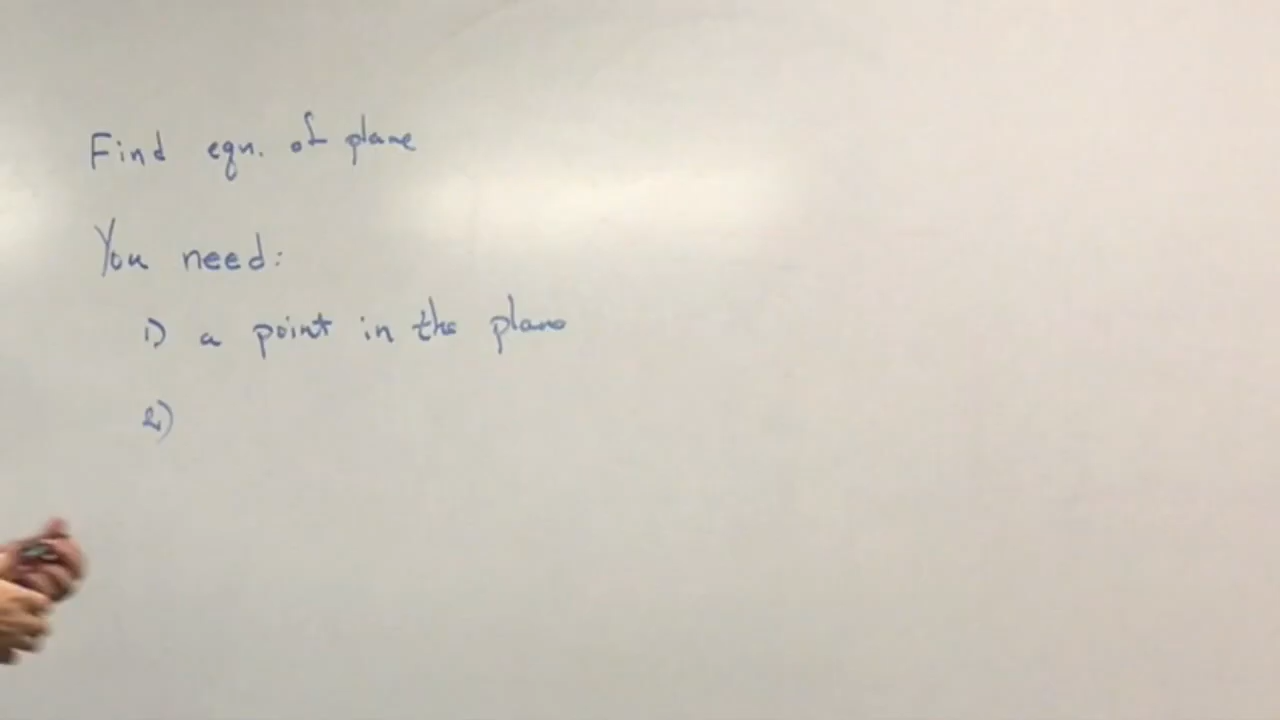 Find eqn. of plane
You need:
1) a point in the plane
2)